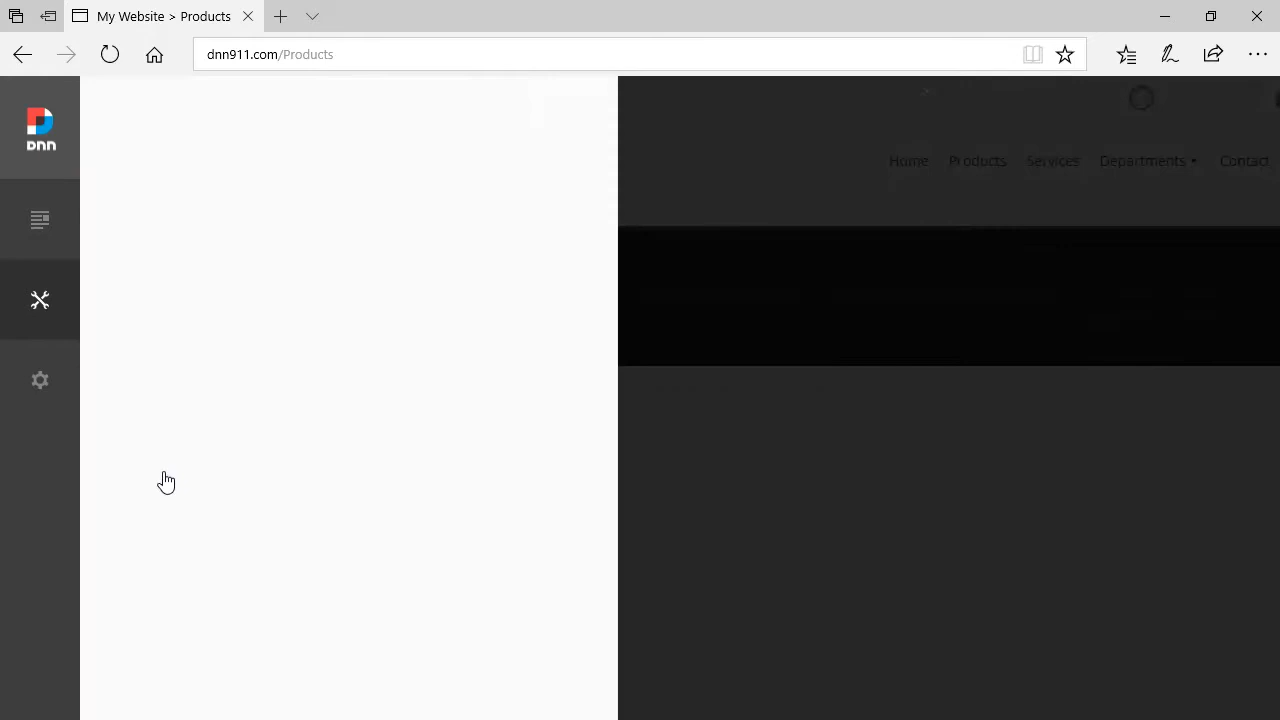 My Website > Products
dnn911.com/Products
DNN
Home Products Services Departments Contact